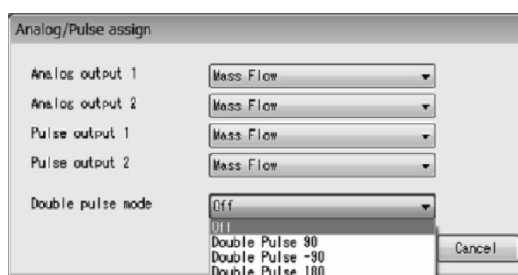 Analog/Pulse assign
Analog output 1 Mass Flow
Analog output 2 Mass Flow
Pulse output 1 Mass Flow
Pulse output 2 Mass Flow
Double pulse mode Off
Off
Double Pulse 90
Double Pulse -90
Double Pulse 180
Cancel